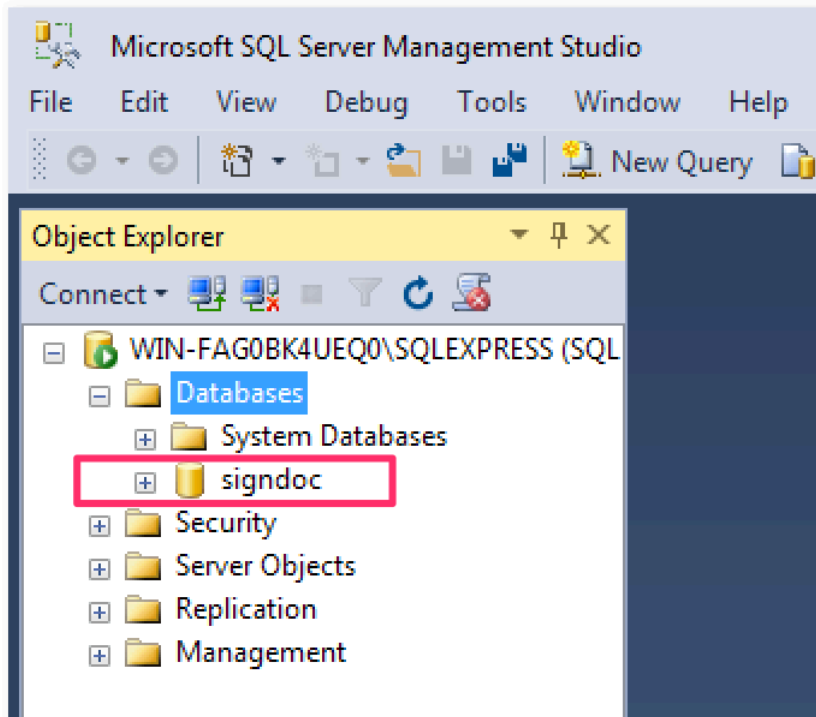 Microsoft SQL Server Management Studio
File Edit View Debug Tools Window Help
New Query
Object Explorer
Connect
WIN-FAG0BK4UEQ0\SQLEXPRESS (SQL
Databases
System Databases
signdoc
Security
Server Objects
Replication
Management